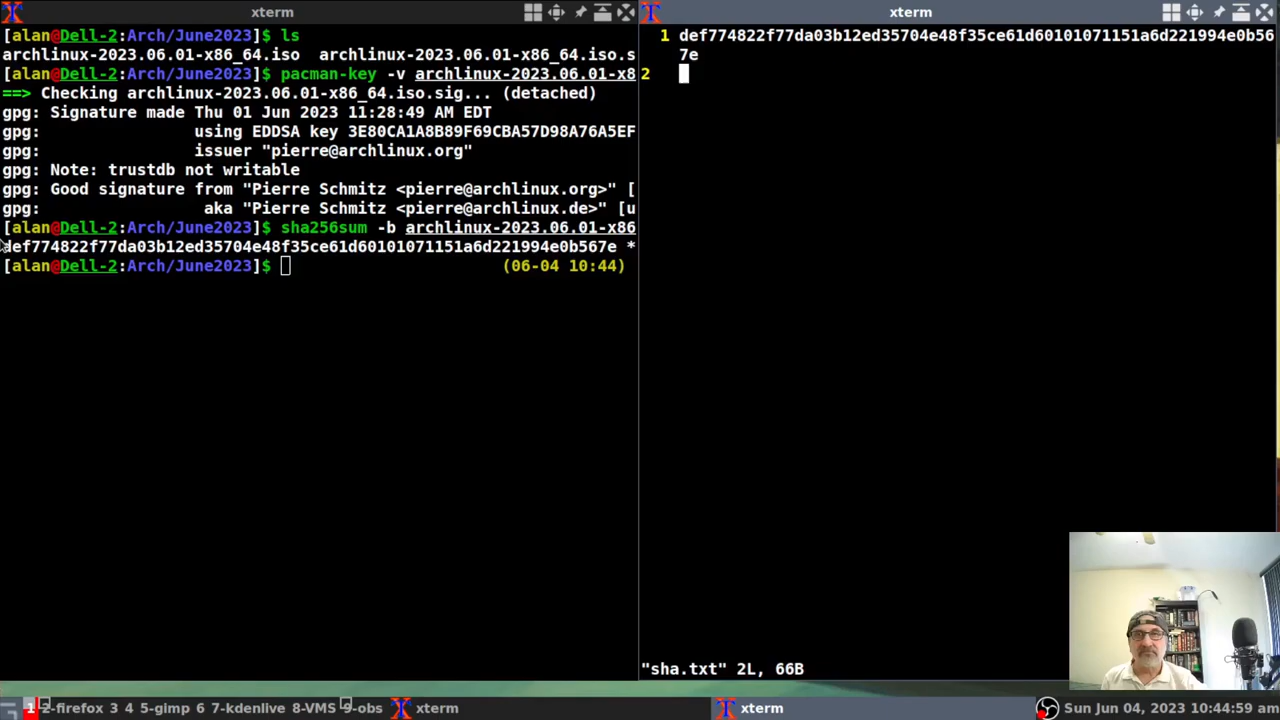 xterm
[alan@Dell-2:Arch/June2023]$ ls
archlinux-2023.06.01-x86_64.iso  archlinux-2023.06.01-x86_64.iso.s
[alan@Dell-2:Arch/June2023]$ pacman-key -v archlinux-2023.06.01-x8
==> Checking archlinux-2023.06.01-x86_64.iso.sig... (detached)
gpg: Signature made Thu 01 Jun 2023 11:28:49 AM EDT
gpg:                using EDDSA key 3E80CA1A8B89F69CBA57D98A76A5EF
gpg:                issuer "pierre@archlinux.org"
gpg: Note: trustdb not writable
gpg: Good signature from "Pierre Schmitz <pierre@archlinux.org>" [
gpg:                 aka "Pierre Schmitz <pierre@archlinux.de>" [u
[alan@Dell-2:Arch/June2023]$ sha256sum -b archlinux-2023.06.01-x86
def774822f77da03b12ed35704e48f35ce61d60101071151a6d221994e0b567e *
[alan@Dell-2:Arch/June2023]$ (06-04 10:44)
xterm
1 def774822f77da03b12ed35704e48f35ce61d60101071151a6d221994e0b56
7e
2
"sha.txt" 2L, 66B
1 2-firefox 3 4 5-gimp 6 7-kdenlive 8-VMS 9-obs xterm xterm Sun Jun 04, 2023 10:44:59 am